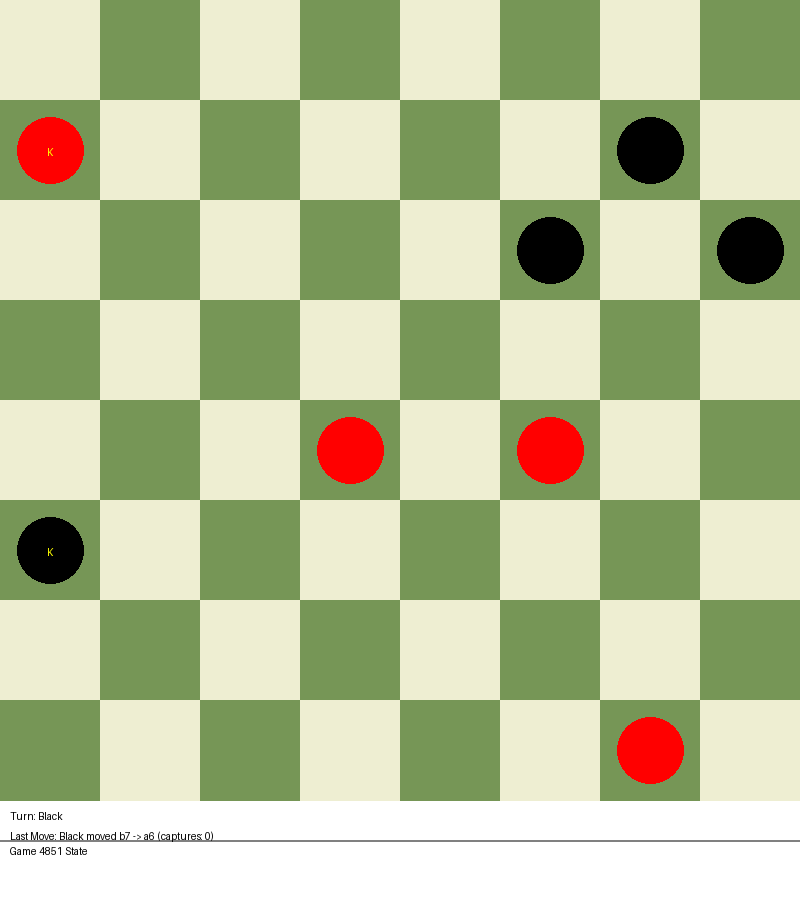 K
K
Turn: Black
Last Move: Black moved b7 -> a6 (captures: 0)
Game 4851 State